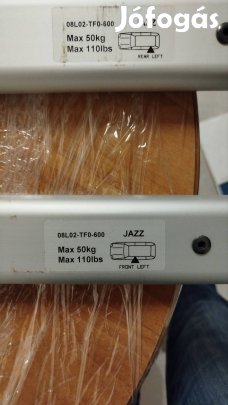 Jófogás
08L02-TF0-600
Max 50kg
Max 110lbs
REAR LEFT
08L02-TF0-600 JAZZ
Max 50kg
Max 110lbs
FRONT LEFT